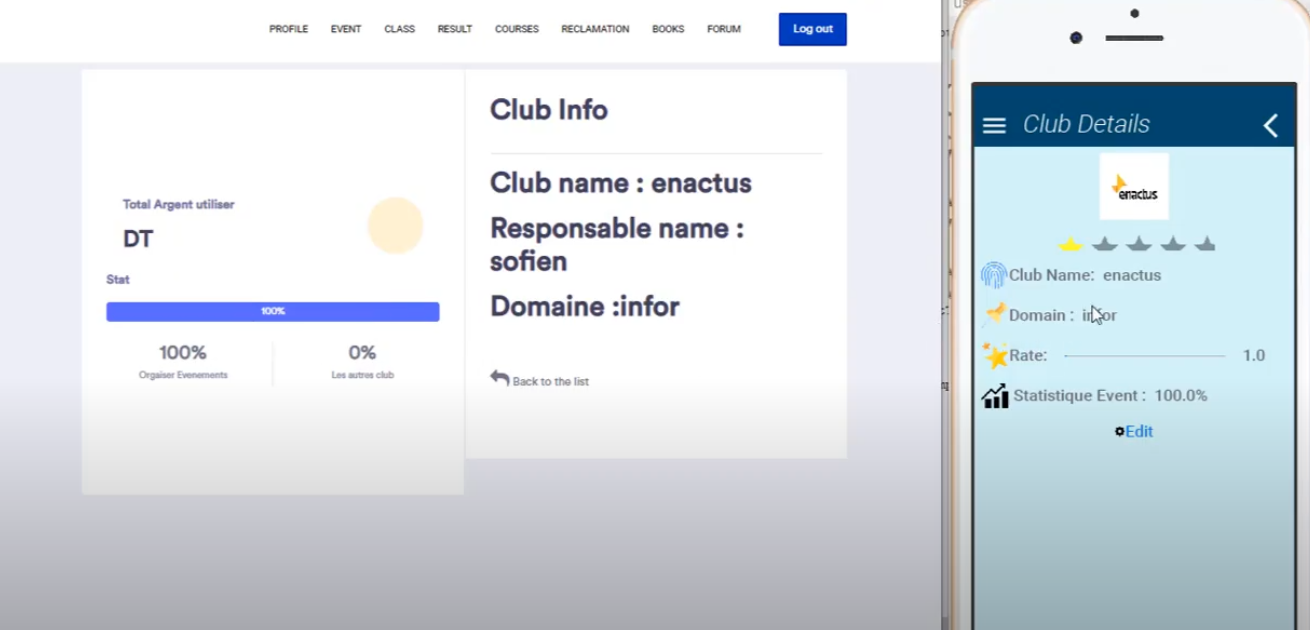 PROFILE EVENT CLASS RESULT COURSES RECLAMATION BOOKS FORUM Log out
Total Argent utiliser
DT
Stat
100%
100% 0%
Orgaiser Evenements Les autres club
Club Info
Club name : enactus
Responsable name :
sofien
Domaine :infor
Back to the list
Club Details
enactus
Club Name: enactus
Domain : infor
Rate: 1.0
Statistique Event : 100.0%
Edit